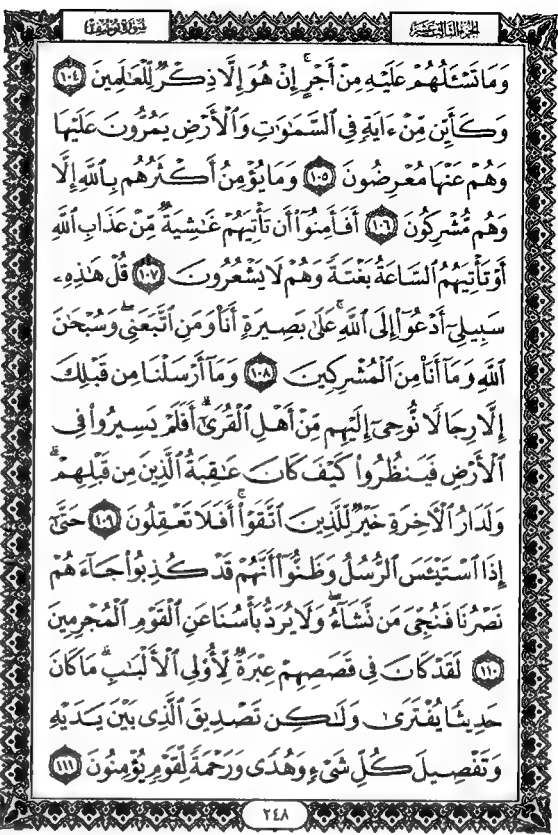 الجزء الثالث عشر
سورة يوسف
وَمَا تَسْـَٔلُهُمْ عَلَيْهِ مِنْ أَجْرٍ ۚ إِنْ هُوَ إِلَّا ذِكْرٌ لِّلْعَـٰلَمِينَ ١٠٤
وَكَأَيِّن مِّنْ ءَايَةٍ فِى ٱلسَّمَـٰوَٰتِ وَٱلْأَرْضِ يَمُرُّونَ عَلَيْهَا
وَهُمْ عَنْهَا مُعْرِضُونَ ١٠٥ وَمَا يُؤْمِنُ أَكْثَرُهُم بِٱللَّهِ إِلَّا
وَهُم مُّشْرِكُونَ ١٠٦ أَفَأَمِنُوٓا۟ أَن تَأْتِيَهُمْ غَـٰشِيَةٌ مِّنْ عَذَابِ ٱللَّهِ
أَوْ تَأْتِيَهُمُ ٱلسَّاعَةُ بَغْتَةً وَهُمْ لَا يَشْعُرُونَ ١٠٧ قُلْ هَـٰذِهِۦ
سَبِيلِىٓ أَدْعُوٓا۟ إِلَى ٱللَّهِ ۚ عَلَىٰ بَصِيرَةٍ أَنَا۠ وَمَنِ ٱتَّبَعَنِى ۖ وَسُبْحَـٰنَ
ٱللَّهِ وَمَآ أَنَا۠ مِنَ ٱلْمُشْرِكِينَ ١٠٨ وَمَآ أَرْسَلْنَا مِن قَبْلِكَ
إِلَّا رِجَالًا نُّوحِىٓ إِلَيْهِم مِّنْ أَهْلِ ٱلْقُرَىٰٓ ۗ أَفَلَمْ يَسِيرُوا۟ فِى
ٱلْأَرْضِ فَيَنظُرُوا۟ كَيْفَ كَانَ عَـٰقِبَةُ ٱلَّذِينَ مِن قَبْلِهِمْ ۗ
وَلَدَارُ ٱلْـَٔاخِرَةِ خَيْرٌ لِّلَّذِينَ ٱتَّقَوْا۟ ۗ أَفَلَا تَعْقِلُونَ ١٠٩ حَتَّىٰٓ
إِذَا ٱسْتَيْـَٔسَ ٱلرُّسُلُ وَظَنُّوٓا۟ أَنَّهُمْ قَدْ كُذِبُوا۟ جَآءَهُمْ
نَصْرُنَا فَنُجِّىَ مَن نَّشَآءُ ۖ وَلَا يُرَدُّ بَأْسُنَا عَنِ ٱلْقَوْمِ ٱلْمُجْرِمِينَ
١١٠ لَقَدْ كَانَ فِى قَصَصِهِمْ عِبْرَةٌ لِّأُو۟لِى ٱلْأَلْبَـٰبِ ۗ مَا كَانَ
حَدِيثًا يُفْتَرَىٰ وَلَـٰكِن تَصْدِيقَ ٱلَّذِى بَيْنَ يَدَيْهِ
وَتَفْصِيلَ كُلِّ شَىْءٍ وَهُدًى وَرَحْمَةً لِّقَوْمٍ يُؤْمِنُونَ ١١١
٢٤٨